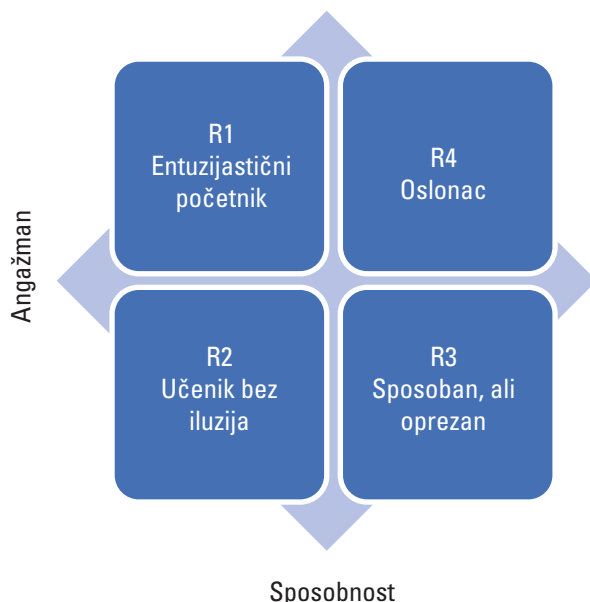 R1
Entuzijastični
početnik
R4
Oslonac
Angažman
R2
Učenik bez
iluzija
R3
Sposoban, ali
oprezan
Sposobnost